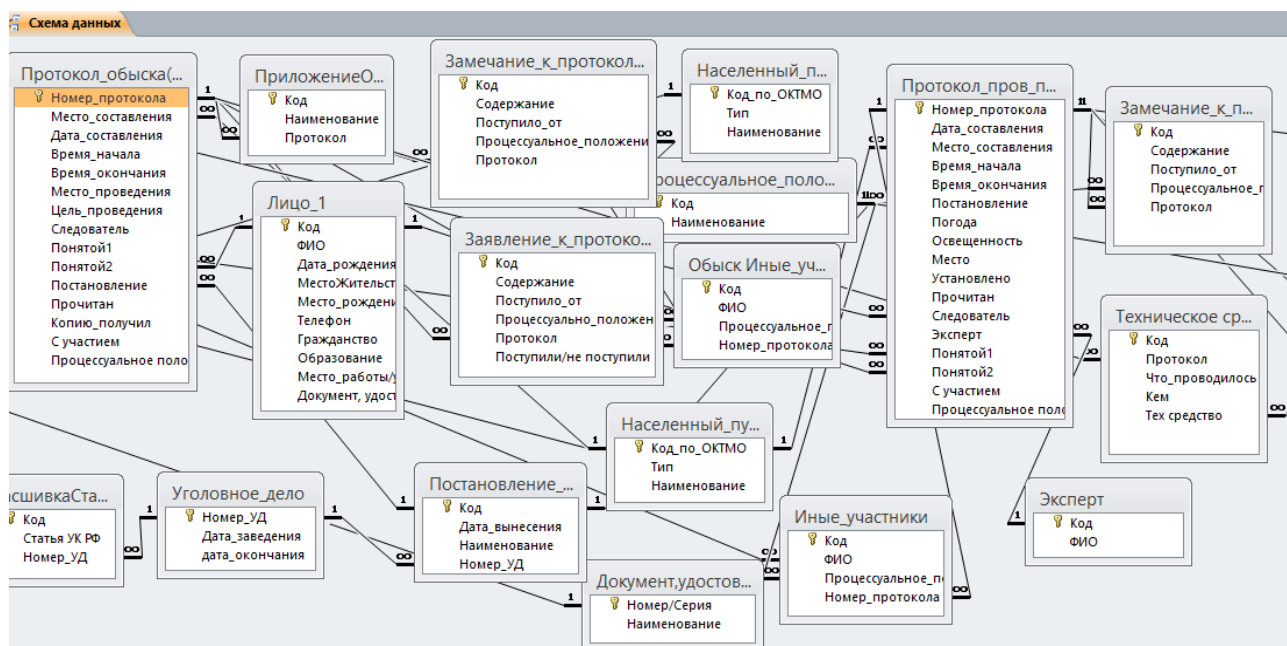 Схема данных
Протокол_обыска(...
Номер_протокола
Место_составления
Дата_составления
Время_начала
Время_окончания
Место_проведения
Цель_проведения
Следователь
Понятой1
Понятой2
Постановление
Прочитан
Копию_получил
С участием
Процессуальное поло
ПриложениеО...
Код
Наименование
Протокол
Замечание_к_протокол...
Код
Содержание
Поступило_от
Процессуальное_положени
Протокол
Населенный_п...
Код_по_ОКТМО
Тип
Наименование
роцессуальное_поло...
Код
Наименование
Протокол_пров_п...
Номер_протокола
Дата_составления
Место_составления
Время_начала
Время_окончания
Постановление
Погода
Освещенность
Место
Установлено
Прочитан
Следователь
Эксперт
Понятой1
Понятой2
С участием
Процессуальное поло
Замечание_к_п...
Код
Содержание
Поступило_от
Процессуальное_п
Протокол
Лицо_1
Код
ФИО
Дата_рождения
МестоЖительст
Место_рождени
Телефон
Гражданство
Образование
Место_работы/у
Документ, удост
Заявление_к_протоко...
Код
Содержание
Поступило_от
Процессуально_положен
Протокол
Поступили/не поступили
Обыск Иные_уч...
Код
ФИО
Процессуальное_п
Номер_протокола
Техническое ср...
Код
Протокол
Что_проводилось
Кем
Тех средство
Населенный_пу...
Код_по_ОКТМО
Тип
Наименование
асшивкаСта...
Код
Статья УК РФ
Номер_УД
Уголовное_дело
Номер_УД
Дата_заведения
дата_окончания
Постановление_...
Код
Дата_вынесения
Наименование
Номер_УД
Документ,удостов...
Номер/Серия
Наименование
Иные_участники
Код
ФИО
Процессуальное_по
Номер_протокола
Эксперт
Код
ФИО